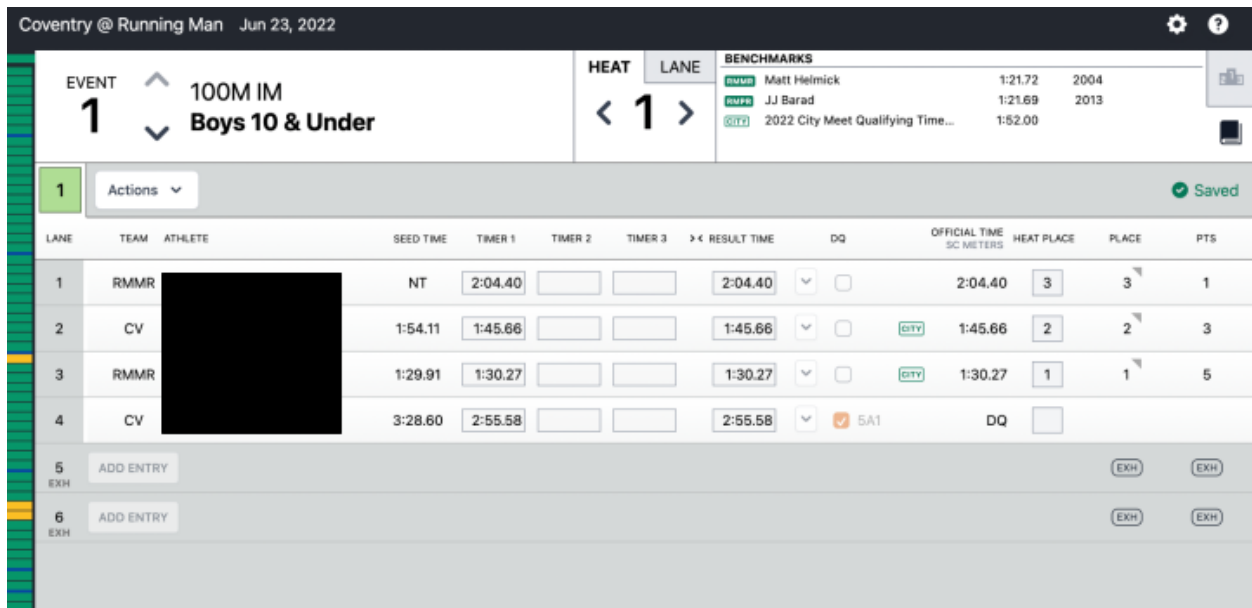 Coventry @ Running Man Jun 23, 2022
EVENT
1
100M IM
Boys 10 & Under
HEAT LANE
1
BENCHMARKS
RMMR Matt Helmick 1:21.72 2004
RMPR JJ Barad 1:21.69 2013
CITY 2022 City Meet Qualifying Time... 1:52.00
1 Actions Saved
LANE TEAM ATHLETE SEED TIME TIMER 1 TIMER 2 TIMER 3 RESULT TIME DQ OFFICIAL TIME SC METERS HEAT PLACE PLACE PTS
1 RMMR NT 2:04.40 2:04.40 2:04.40 3 3 1
2 CV 1:54.11 1:45.66 1:45.66 CITY 1:45.66 2 2 3
3 RMMR 1:29.91 1:30.27 1:30.27 CITY 1:30.27 1 1 5
4 CV 3:28.60 2:55.58 2:55.58 5A1 DQ
5 EXH ADD ENTRY EXH EXH
6 EXH ADD ENTRY EXH EXH